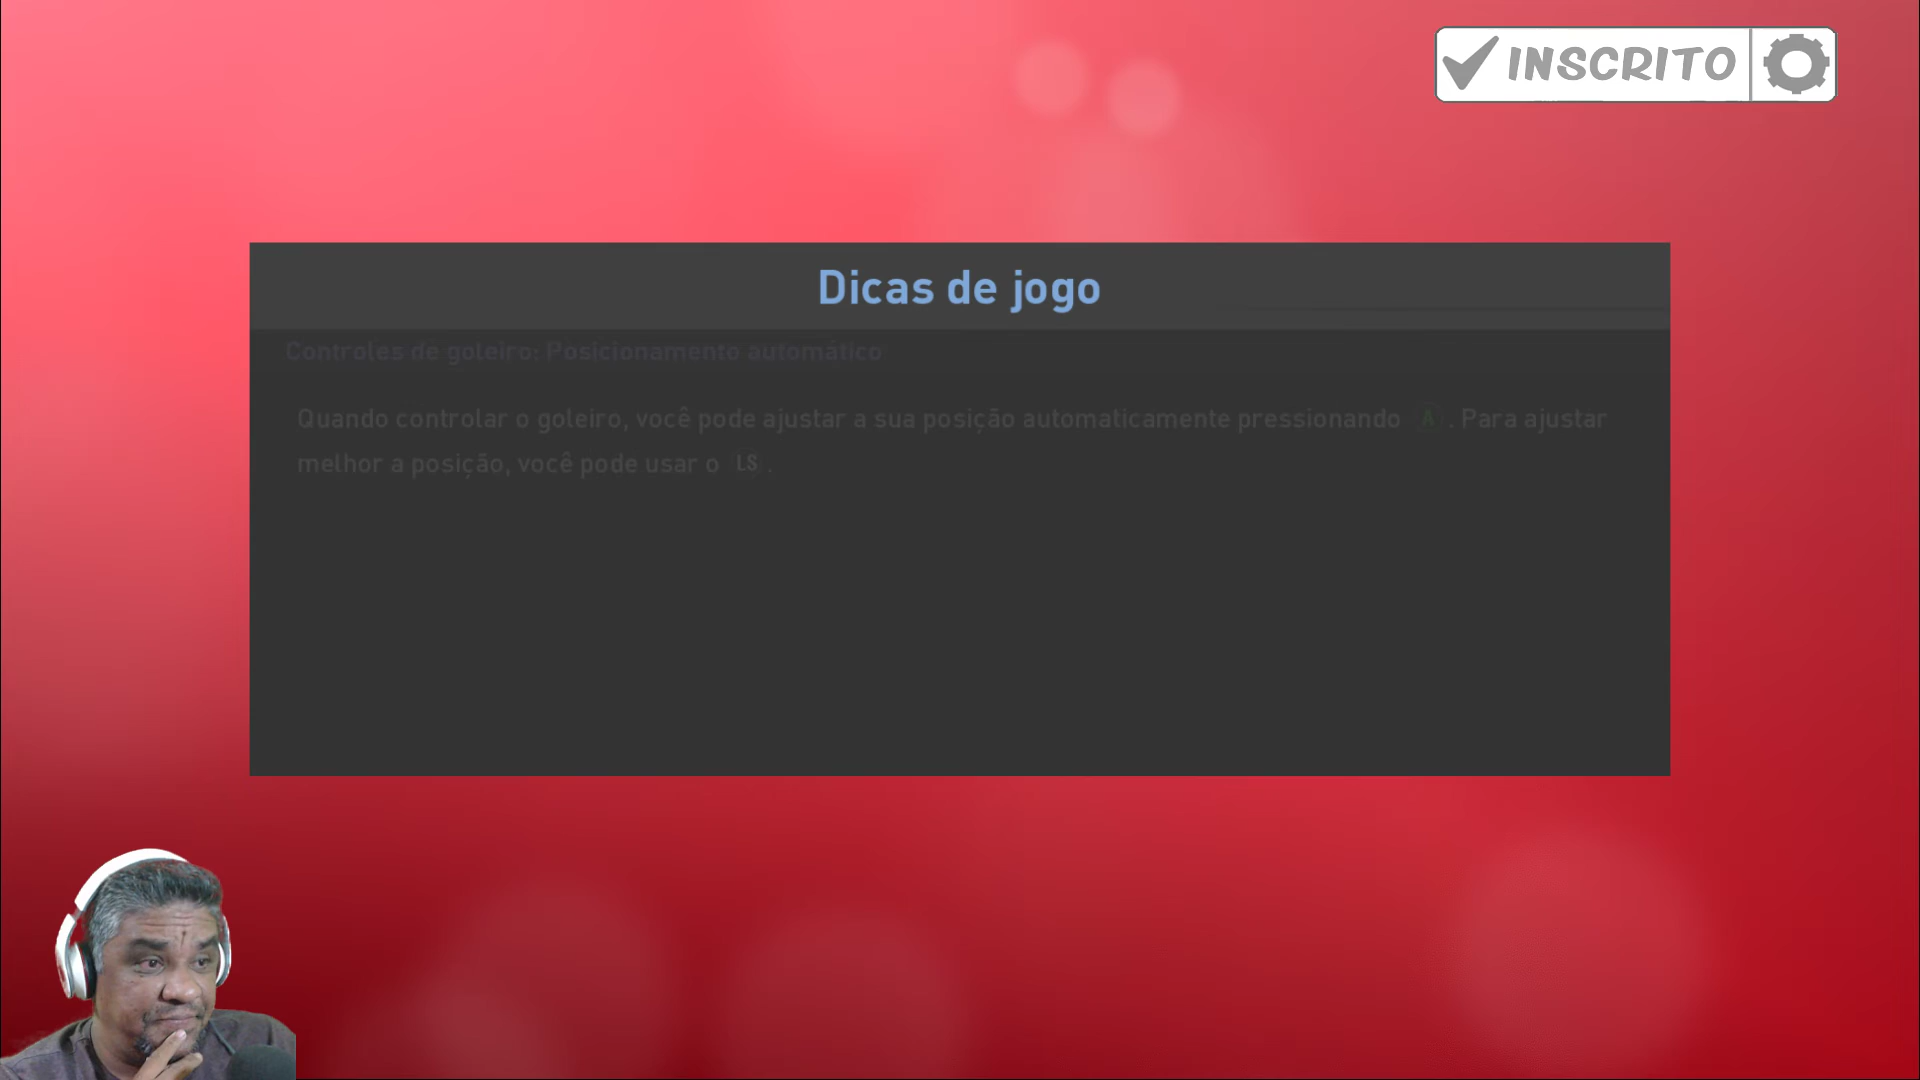 INSCRITO
Dicas de jogo
Controles de goleiro: Posicionamento automático
Quando controlar o goleiro, você pode ajustar a sua posição automaticamente pressionando A . Para ajustar
melhor a posição, você pode usar o LS .